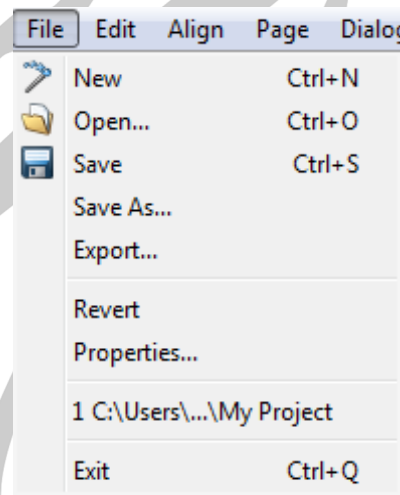 File Edit Align Page Dialog
New Ctrl+N
Open... Ctrl+O
Save Ctrl+S
Save As...
Export...
Revert
Properties...
1 C:\Users\...\My Project
Exit Ctrl+Q